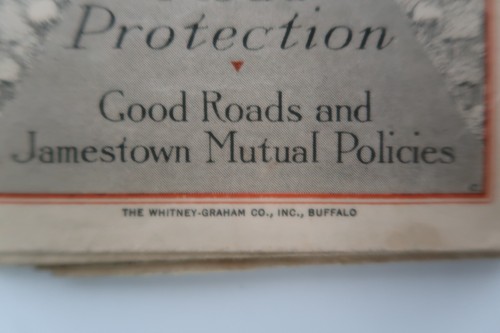 Protection
Good Roads and
Jamestown Mutual Policies
THE WHITNEY-GRAHAM CO., INC., BUFFALO